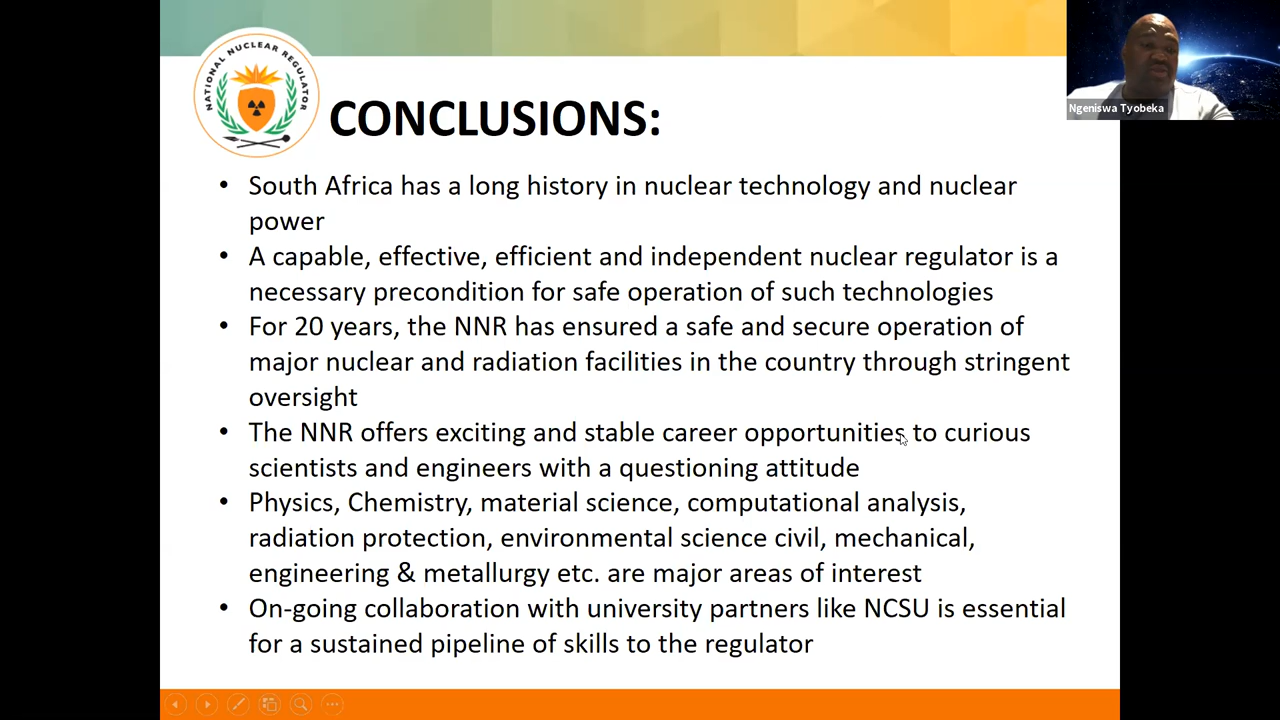 NATIONAL NUCLEAR REGULATOR
CONCLUSIONS:
Ngeniswa Tyobeka
• South Africa has a long history in nuclear technology and nuclear
power
• A capable, effective, efficient and independent nuclear regulator is a
necessary precondition for safe operation of such technologies
• For 20 years, the NNR has ensured a safe and secure operation of
major nuclear and radiation facilities in the country through stringent
oversight
• The NNR offers exciting and stable career opportunities to curious
scientists and engineers with a questioning attitude
• Physics, Chemistry, material science, computational analysis,
radiation protection, environmental science civil, mechanical,
engineering & metallurgy etc. are major areas of interest
• On-going collaboration with university partners like NCSU is essential
for a sustained pipeline of skills to the regulator